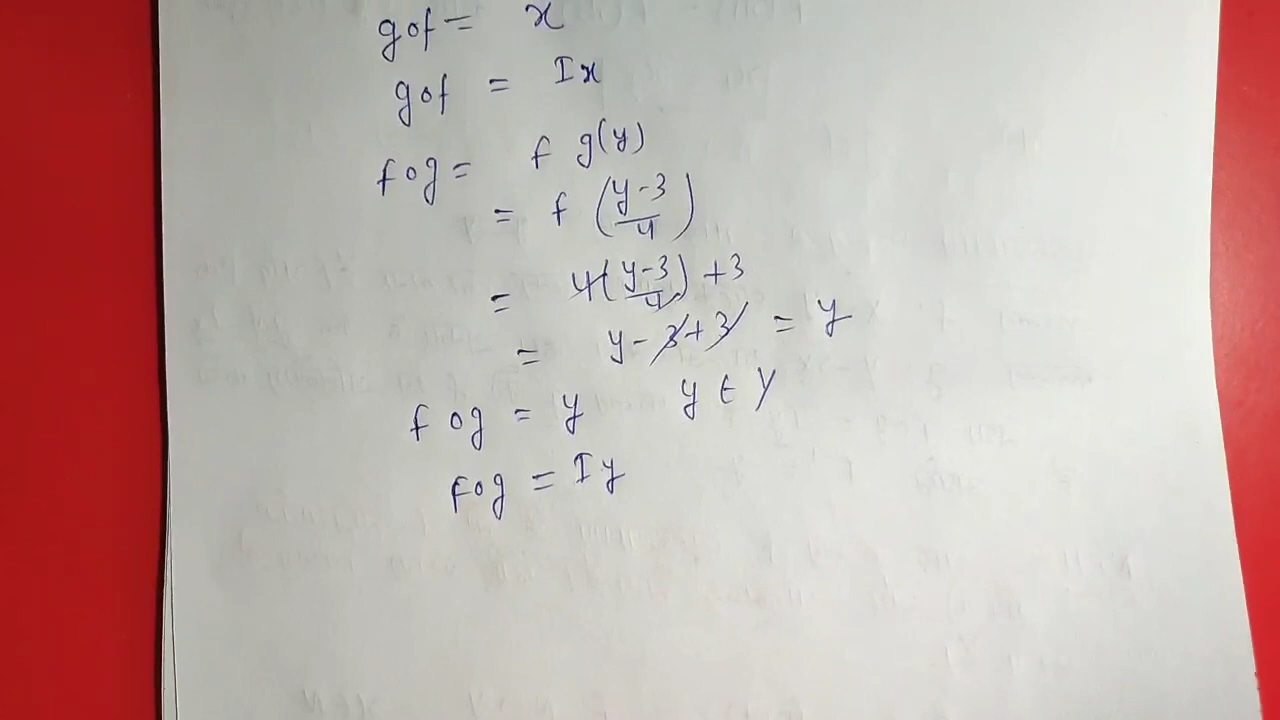 gof = x
gof = Ix
fog = f g(y)
= f (y-3/4)
= 4(y-3/4) + 3
= y - 3 + 3 = y
fog = y y ∈ Y
fog = Iy